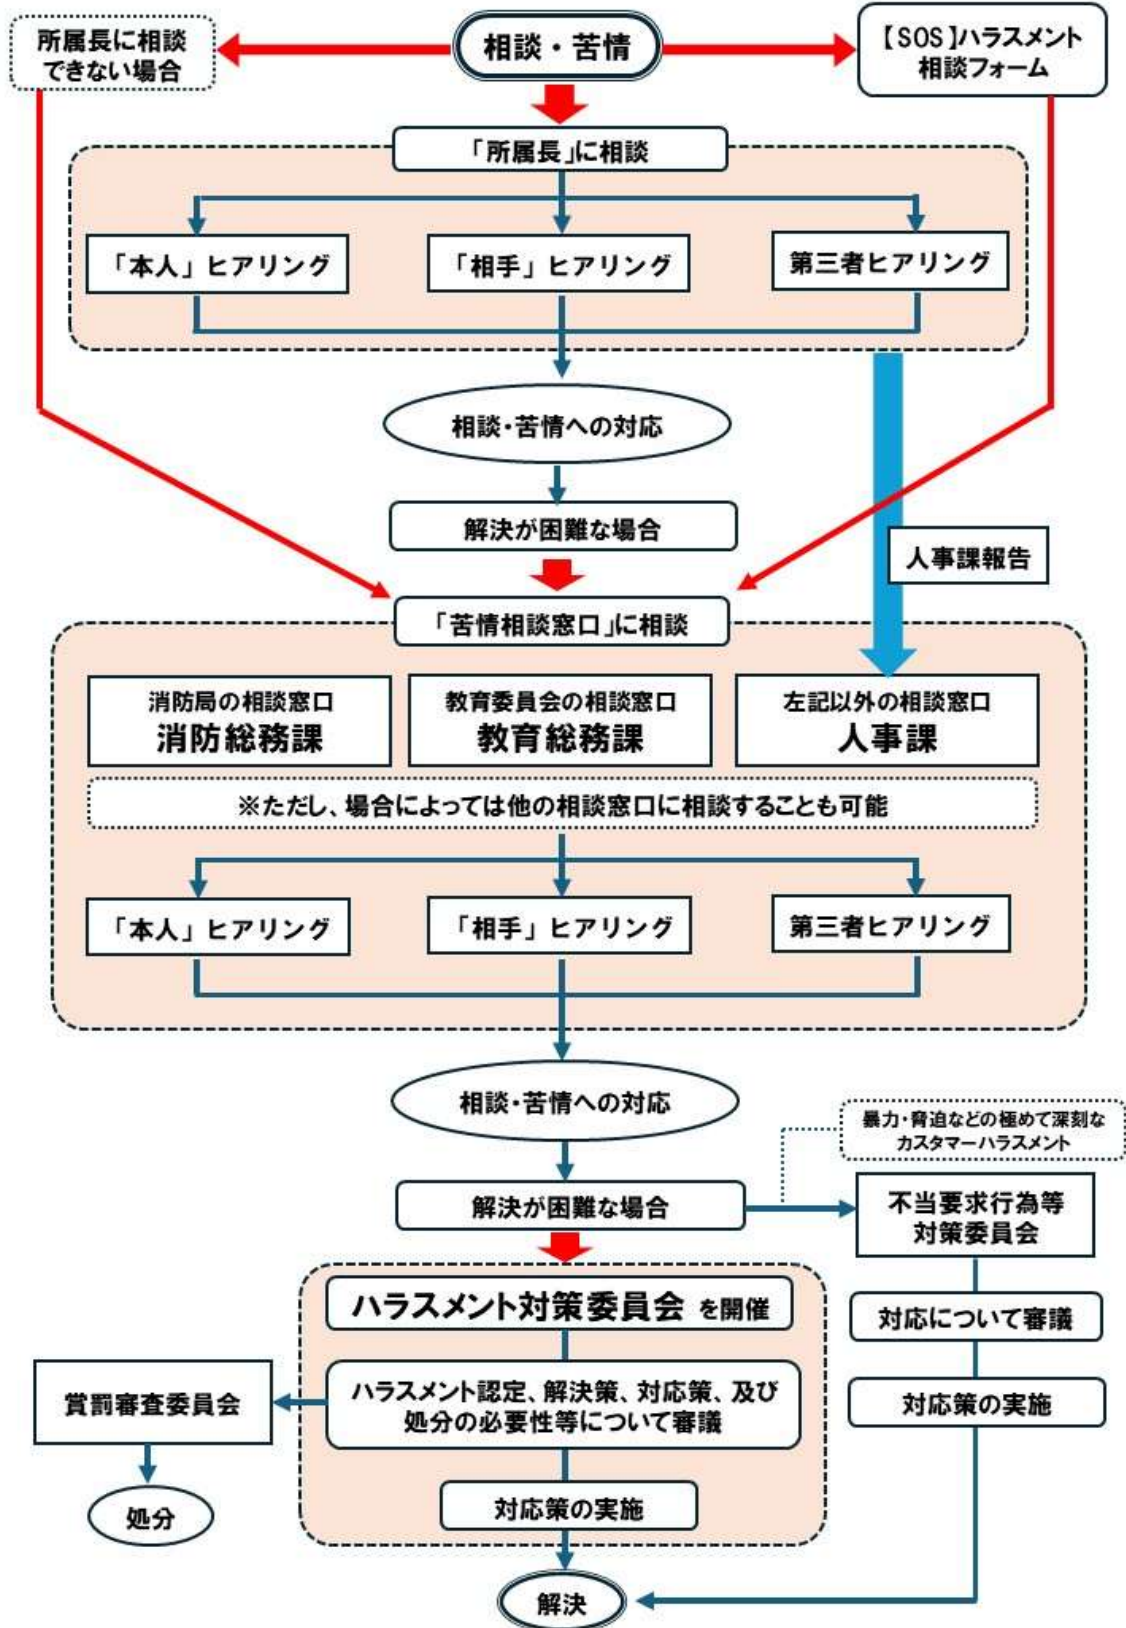 所属長に相談
できない場合
相談・苦情
【SOS】ハラスメント
相談フォーム
「所属長」に相談
「本人」ヒアリング
「相手」ヒアリング
第三者ヒアリング
相談・苦情への対応
解決が困難な場合
人事課報告
「苦情相談窓口」に相談
消防局の相談窓口
消防総務課
教育委員会の相談窓口
教育総務課
左記以外の相談窓口
人事課
※ただし、場合によっては他の相談窓口に相談することも可能
「本人」ヒアリング
「相手」ヒアリング
第三者ヒアリング
相談・苦情への対応
暴力・脅迫などの極めて深刻な
カスタマーハラスメント
解決が困難な場合
不当要求行為等
対策委員会
ハラスメント対策委員会 を開催
対応について審議
賞罰審査委員会
ハラスメント認定、解決策、対応策、及び
処分の必要性等について審議
対応策の実施
処分
対応策の実施
解決